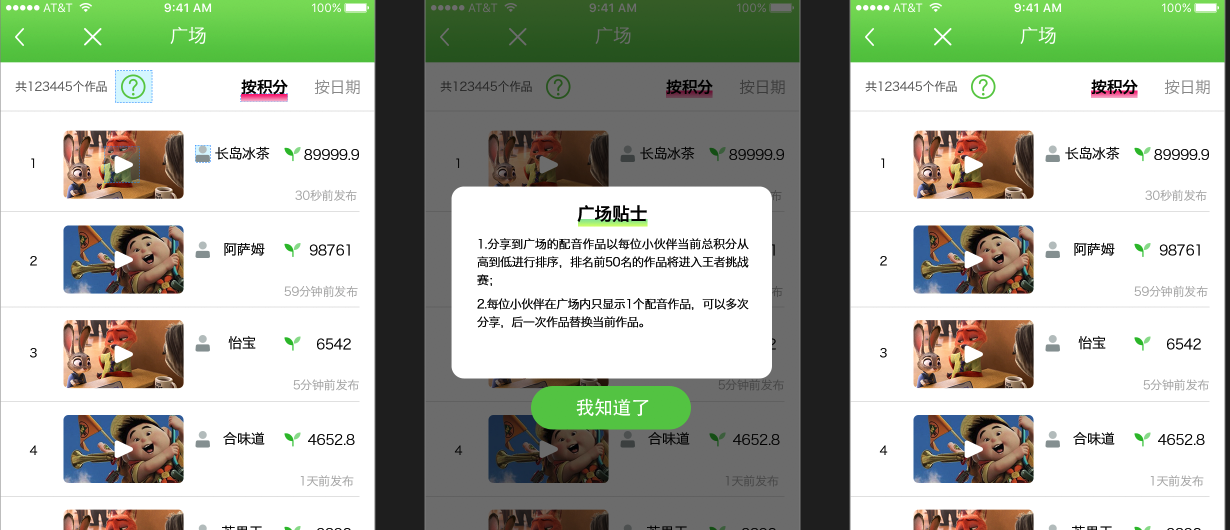 AT&T 9:41 AM 100%
广场
共123445个作品 ? 按积分 按日期
1 长岛冰茶 89999.9
30秒前发布
2 阿萨姆 98761
59分钟前发布
3 怡宝 6542
5分钟前发布
4 合味道 4652.8
1天前发布
AT&T 9:41 AM 100%
广场
共123445个作品 ? 按积分 按日期
1 长岛冰茶 89999.9
广场贴士
1.分享到广场的配音作品以每位小伙伴当前总积分从
高到低进行排序，排名前50名的作品将进入王者挑战
赛；
2.每位小伙伴在广场内只显示1个配音作品，可以多次
分享，后一次作品替换当前作品。
5分钟前发布
我知道了
4 合味道 4652.8
1天前发布
AT&T 9:41 AM 100%
广场
共123445个作品 ? 按积分 按日期
1 长岛冰茶 89999.9
30秒前发布
2 阿萨姆 98761
59分钟前发布
3 怡宝 6542
5分钟前发布
4 合味道 4652.8
1天前发布